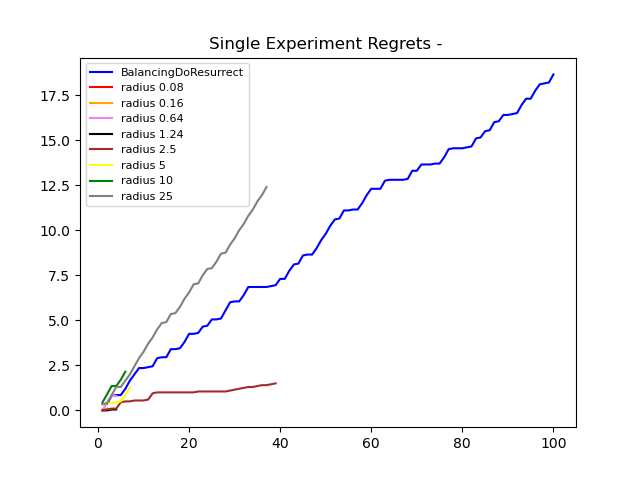 Single Experiment Regrets -
BalancingDoResurrect
radius 0.08
radius 0.16
radius 0.64
radius 1.24
radius 2.5
radius 5
radius 10
radius 25
17.5
15.0
12.5
10.0
7.5
5.0
2.5
0.0
0 20 40 60 80 100